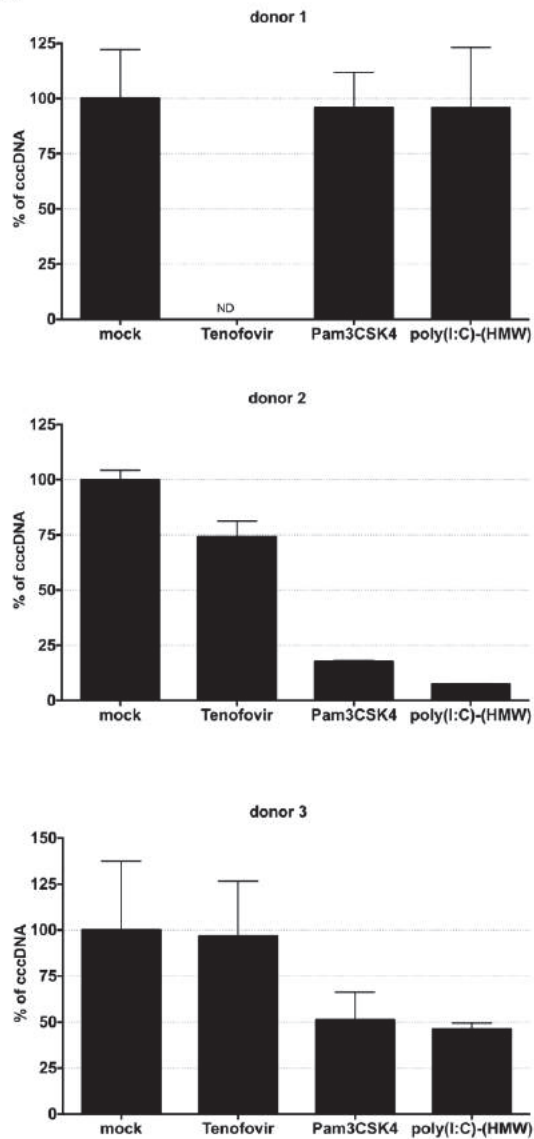 donor 1
125
100
75
50
25
0
% of cccDNA
ND
mock Tenofovir Pam3CSK4 poly(I:C)-(HMW)
donor 2
125
100
75
50
25
0
% of cccDNA
mock Tenofovir Pam3CSK4 poly(I:C)-(HMW)
donor 3
150
125
100
75
50
25
0
% of cccDNA
mock Tenofovir Pam3CSK4 poly(I:C)-(HMW)